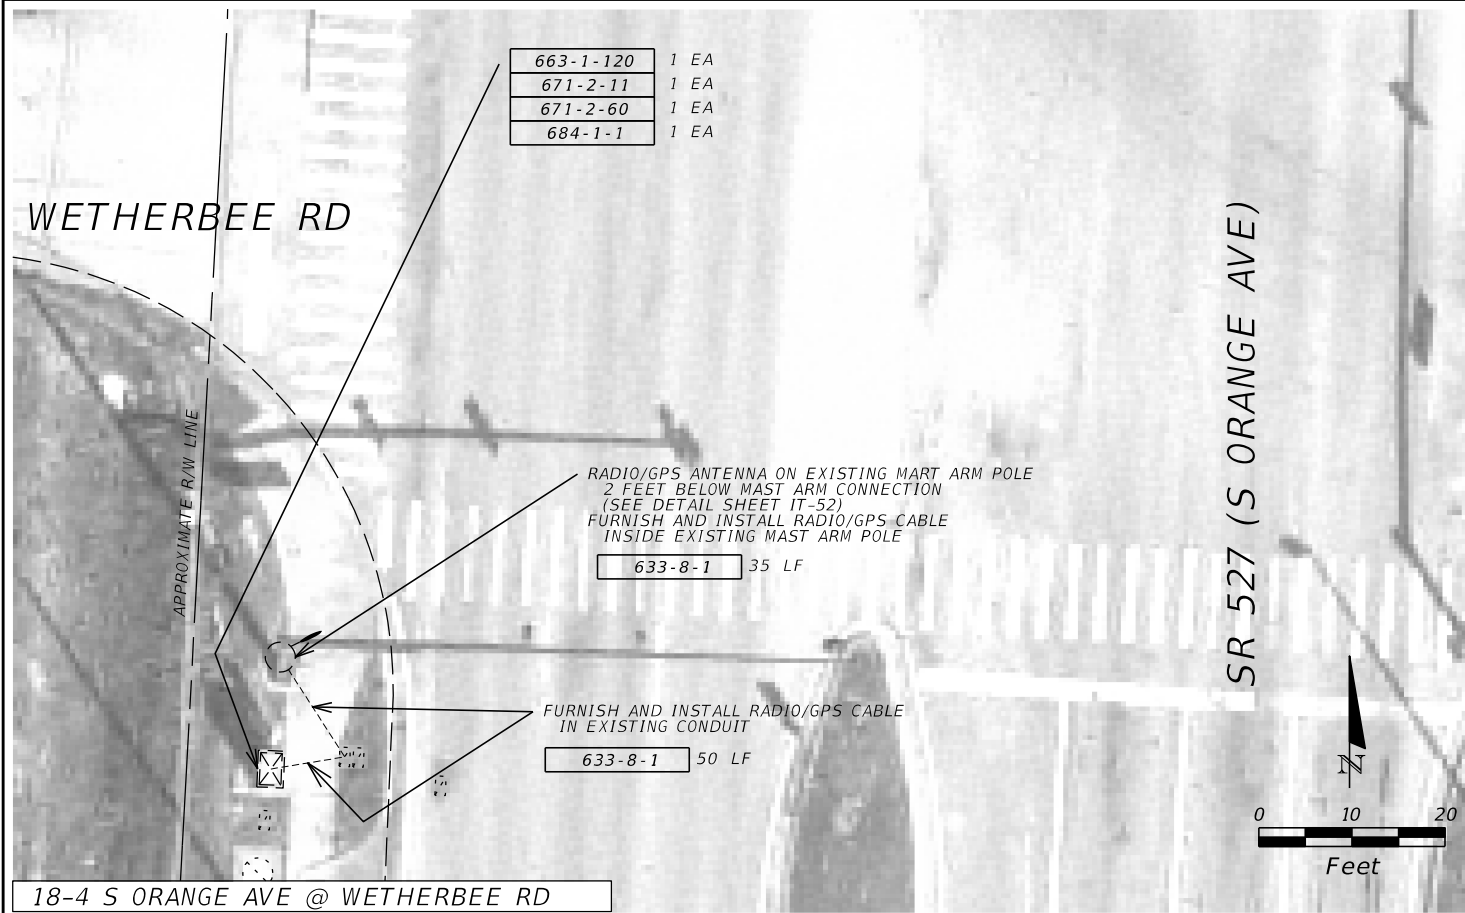 663-1-120 1 EA
671-2-11 1 EA
671-2-60 1 EA
684-1-1 1 EA
WETHERBEE RD
SR 527 (S ORANGE AVE)
APPROXIMATE R/W LINE
RADIO/GPS ANTENNA ON EXISTING MART ARM POLE
2 FEET BELOW MAST ARM CONNECTION
(SEE DETAIL SHEET IT-52)
FURNISH AND INSTALL RADIO/GPS CABLE
INSIDE EXISTING MAST ARM POLE
633-8-1 35 LF
FURNISH AND INSTALL RADIO/GPS CABLE
IN EXISTING CONDUIT
633-8-1 50 LF
N
0 10 20
Feet
18-4 S ORANGE AVE @ WETHERBEE RD